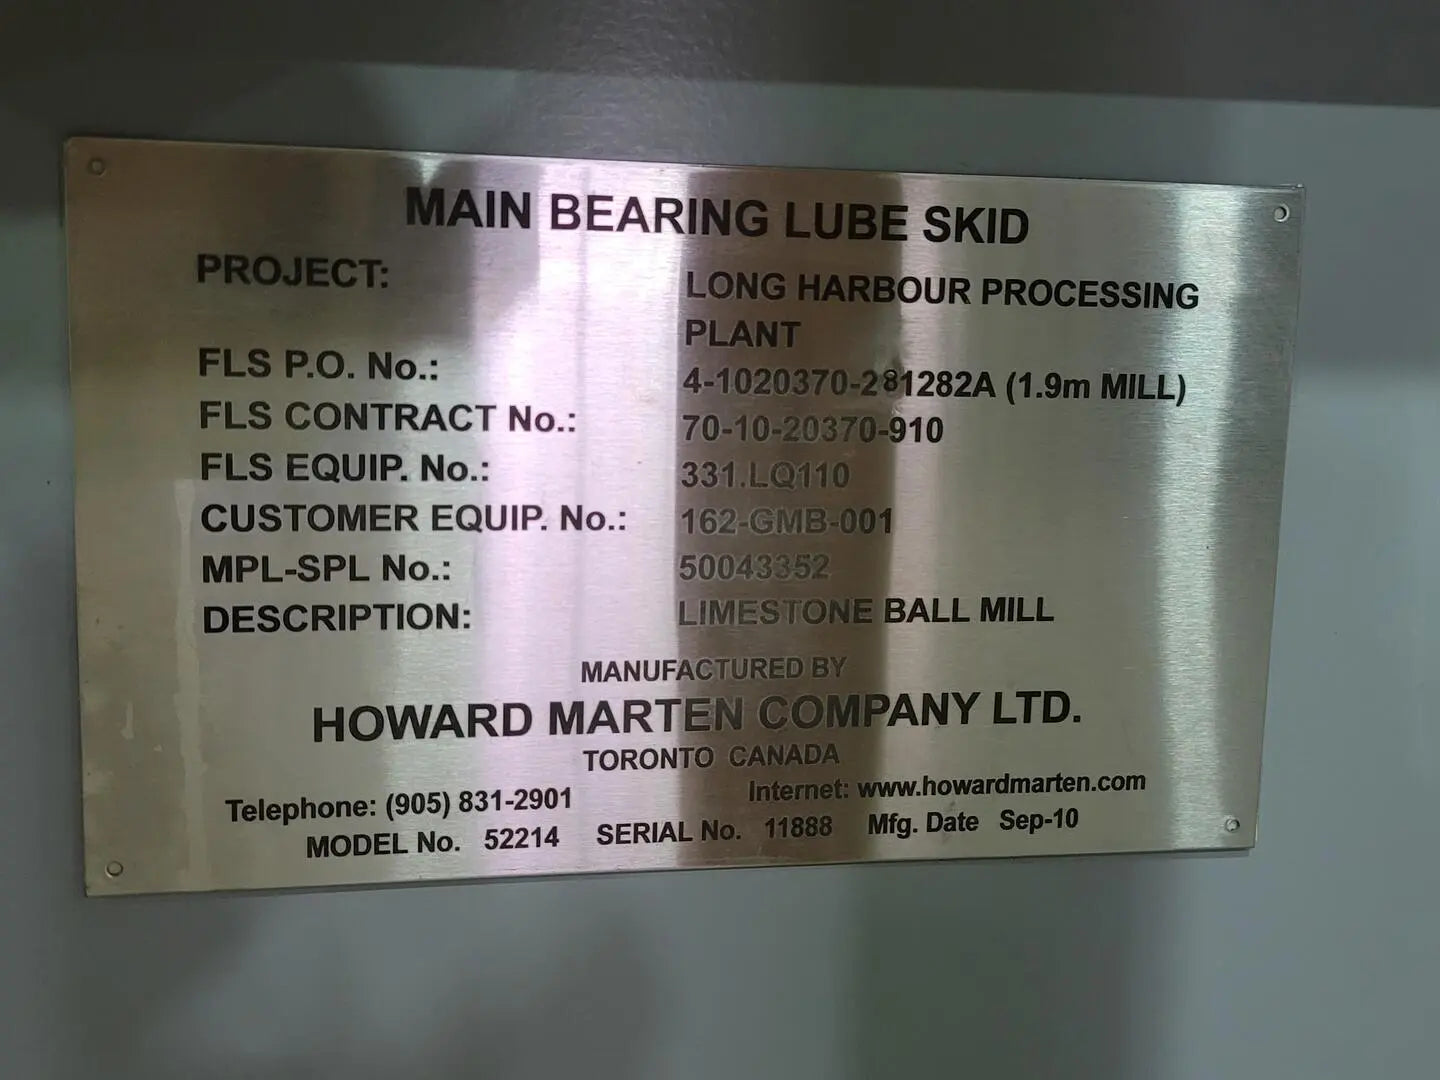 MAIN BEARING LUBE SKID
PROJECT: LONG HARBOUR PROCESSING
PLANT
FLS P.O. No.: 4-1020370-281282A (1.9m MILL)
FLS CONTRACT No.: 70-10-20370-910
FLS EQUIP. No.: 331.LQ110
CUSTOMER EQUIP. No.: 162-GMB-001
MPL-SPL No.: 50043352
DESCRIPTION: LIMESTONE BALL MILL
MANUFACTURED BY
HOWARD MARTEN COMPANY LTD.
TORONTO CANADA
Telephone: (905) 831-2901 Internet: www.howardmarten.com
MODEL No. 52214 SERIAL No. 11888 Mfg. Date Sep-10